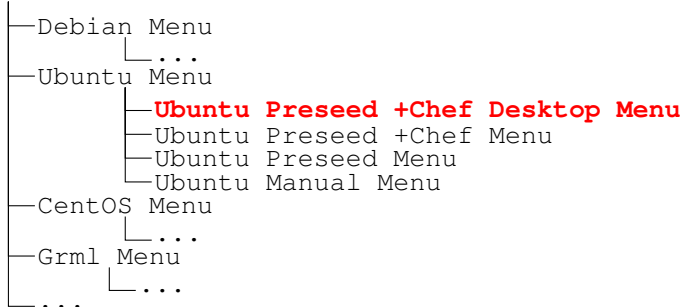 Debian Menu
...
Ubuntu Menu
Ubuntu Preseed +Chef Desktop Menu
Ubuntu Preseed +Chef Menu
Ubuntu Preseed Menu
Ubuntu Manual Menu
CentOS Menu
...
Grml Menu
...
...